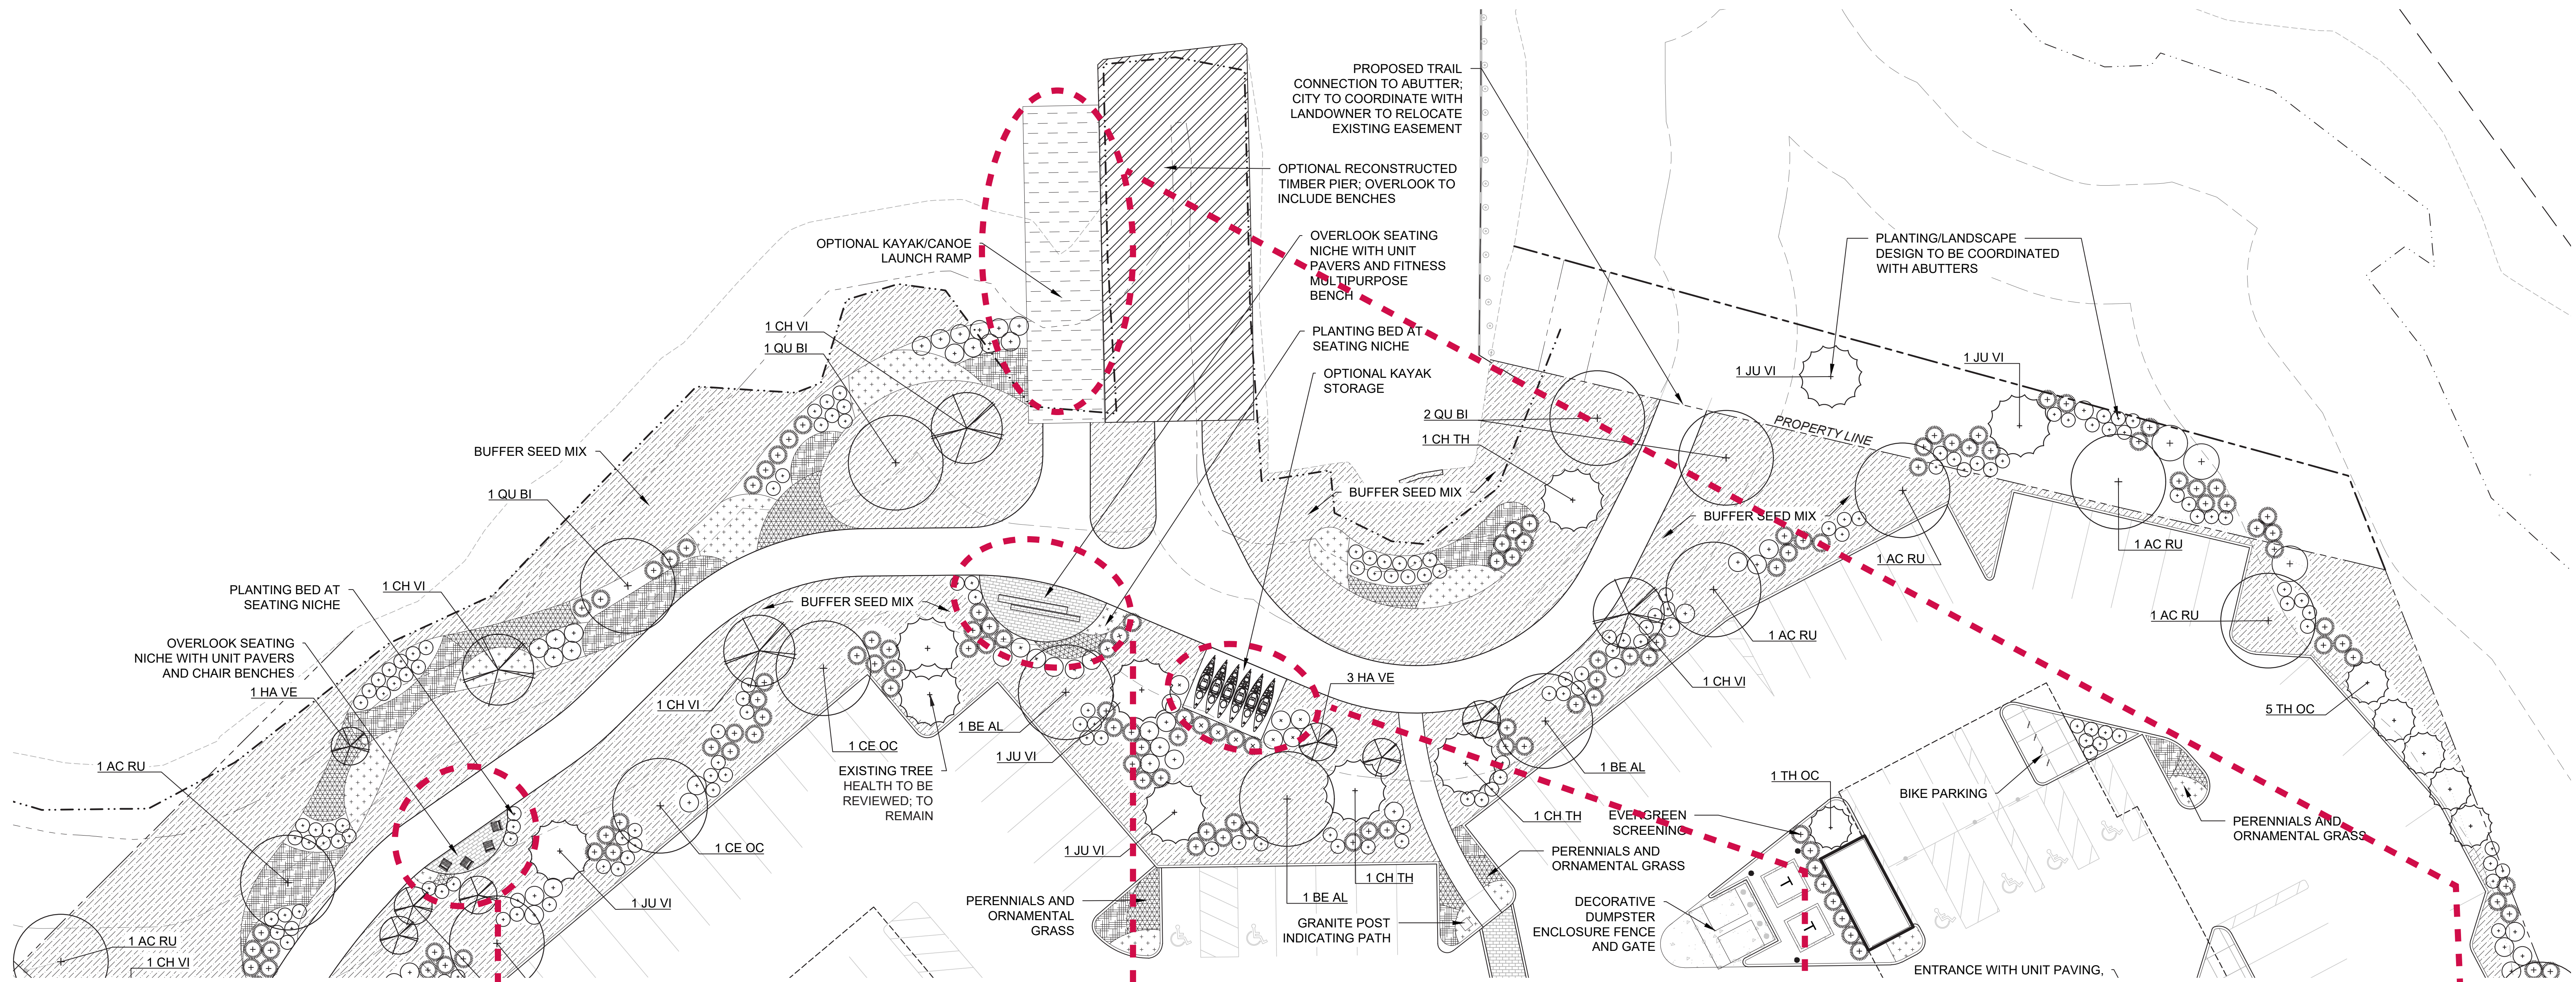 PROPOSED TRAIL
CONNECTION TO ABUTTER;
CITY TO COORDINATE WITH
LANDOWNER TO RELOCATE
EXISTING EASEMENT
OPTIONAL RECONSTRUCTED
TIMBER PIER; OVERLOOK TO
INCLUDE BENCHES
OPTIONAL KAYAK/CANOE
LAUNCH RAMP
OVERLOOK SEATING
NICHE WITH UNIT
PAVERS AND FITNESS
MULTIPURPOSE
BENCH
PLANTING/LANDSCAPE
DESIGN TO BE COORDINATED
WITH ABUTTERS
1 CH VI
1 QU BI
PLANTING BED AT
SEATING NICHE
OPTIONAL KAYAK
STORAGE
1 JU VI
1 JU VI
2 QU BI
1 CH TH
PROPERTY LINE
BUFFER SEED MIX
1 QU BI
BUFFER SEED MIX
BUFFER SEED MIX
1 AC RU
1 AC RU
PLANTING BED AT
SEATING NICHE
1 CH VI
BUFFER SEED MIX
1 AC RU
1 AC RU
OVERLOOK SEATING
NICHE WITH UNIT PAVERS
AND CHAIR BENCHES
1 HA VE
1 CH VI
3 HA VE
1 CH VI
5 TH OC
1 CE OC
1 BE AL
1 JU VI
1 AC RU
EXISTING TREE
HEALTH TO BE
REVIEWED; TO
REMAIN
1 BE AL
1 TH OC
BIKE PARKING
1 CH TH
EVERGREEN
SCREENING
PERENNIALS AND
ORNAMENTAL GRASS
1 CE OC
1 JU VI
PERENNIALS AND
ORNAMENTAL GRASS
1 CH TH
1 BE AL
1 JU VI
PERENNIALS AND
ORNAMENTAL
GRASS
GRANITE POST
INDICATING PATH
DECORATIVE
DUMPSTER
ENCLOSURE FENCE
AND GATE
T
T
1 AC RU
1 CH VI
ENTRANCE WITH UNIT PAVING,